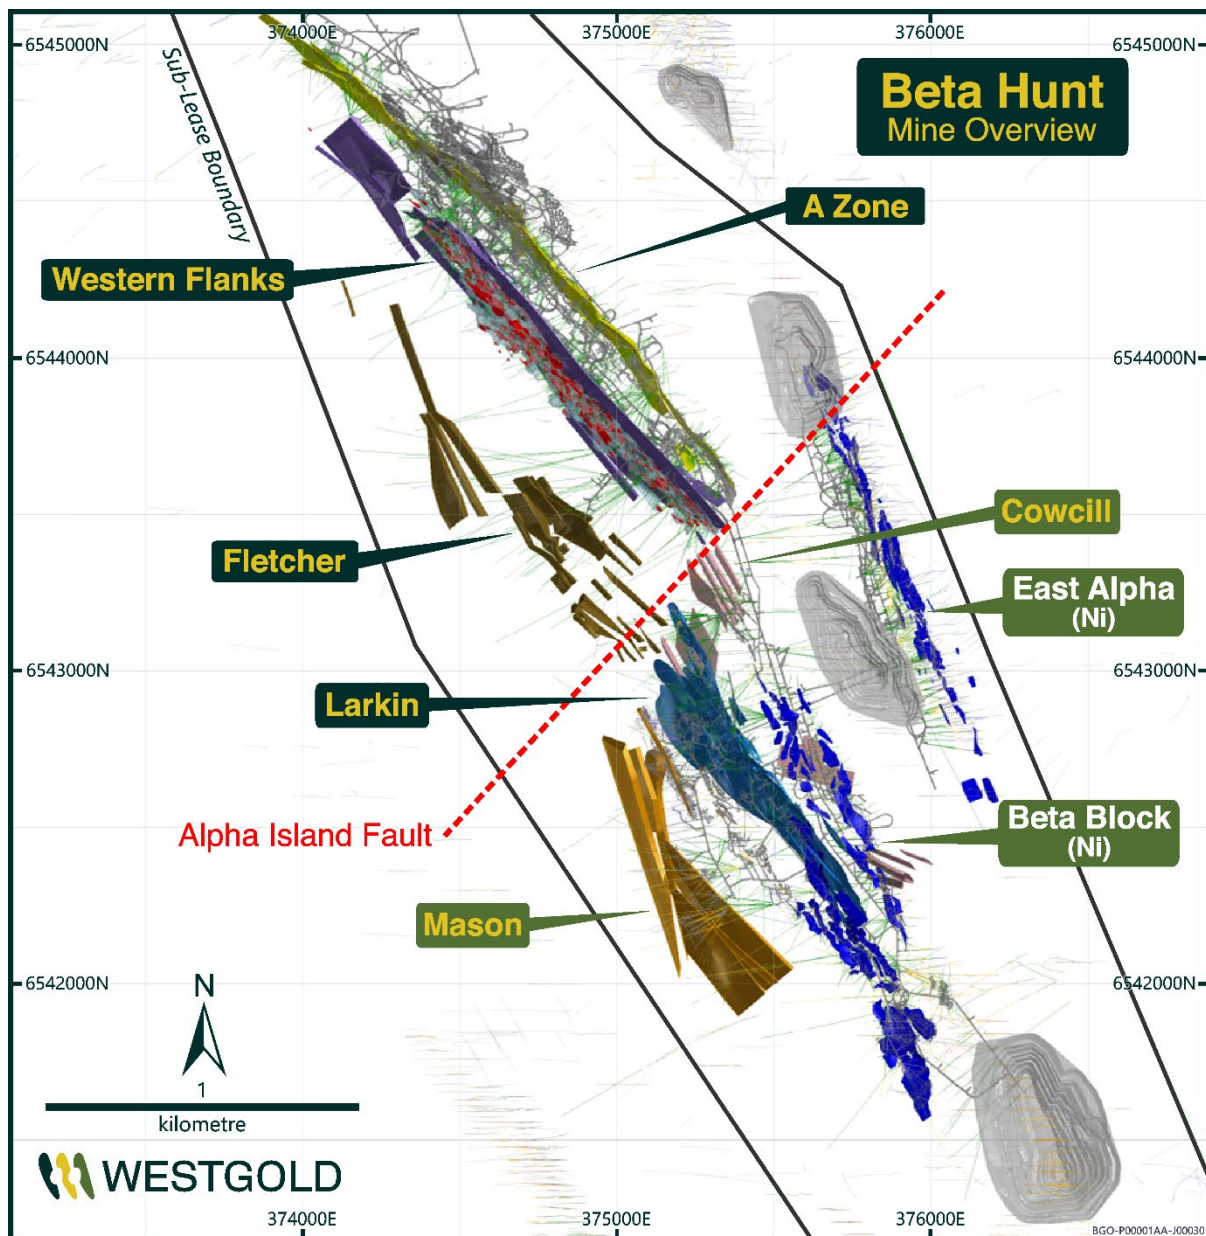 374000E
375000E
376000E
6545000N
6545000N
Sub-Lease Boundary
Beta Hunt
Mine Overview
A Zone
Western Flanks
6544000N
6544000N
Cowcill
Fletcher
East Alpha
(Ni)
6543000N
6543000N
Larkin
Alpha Island Fault
Beta Block
(Ni)
Mason
6542000N
6542000N
N
1
kilometre
WESTGOLD
374000E
375000E
376000E
BGO-P00001AA-J00030